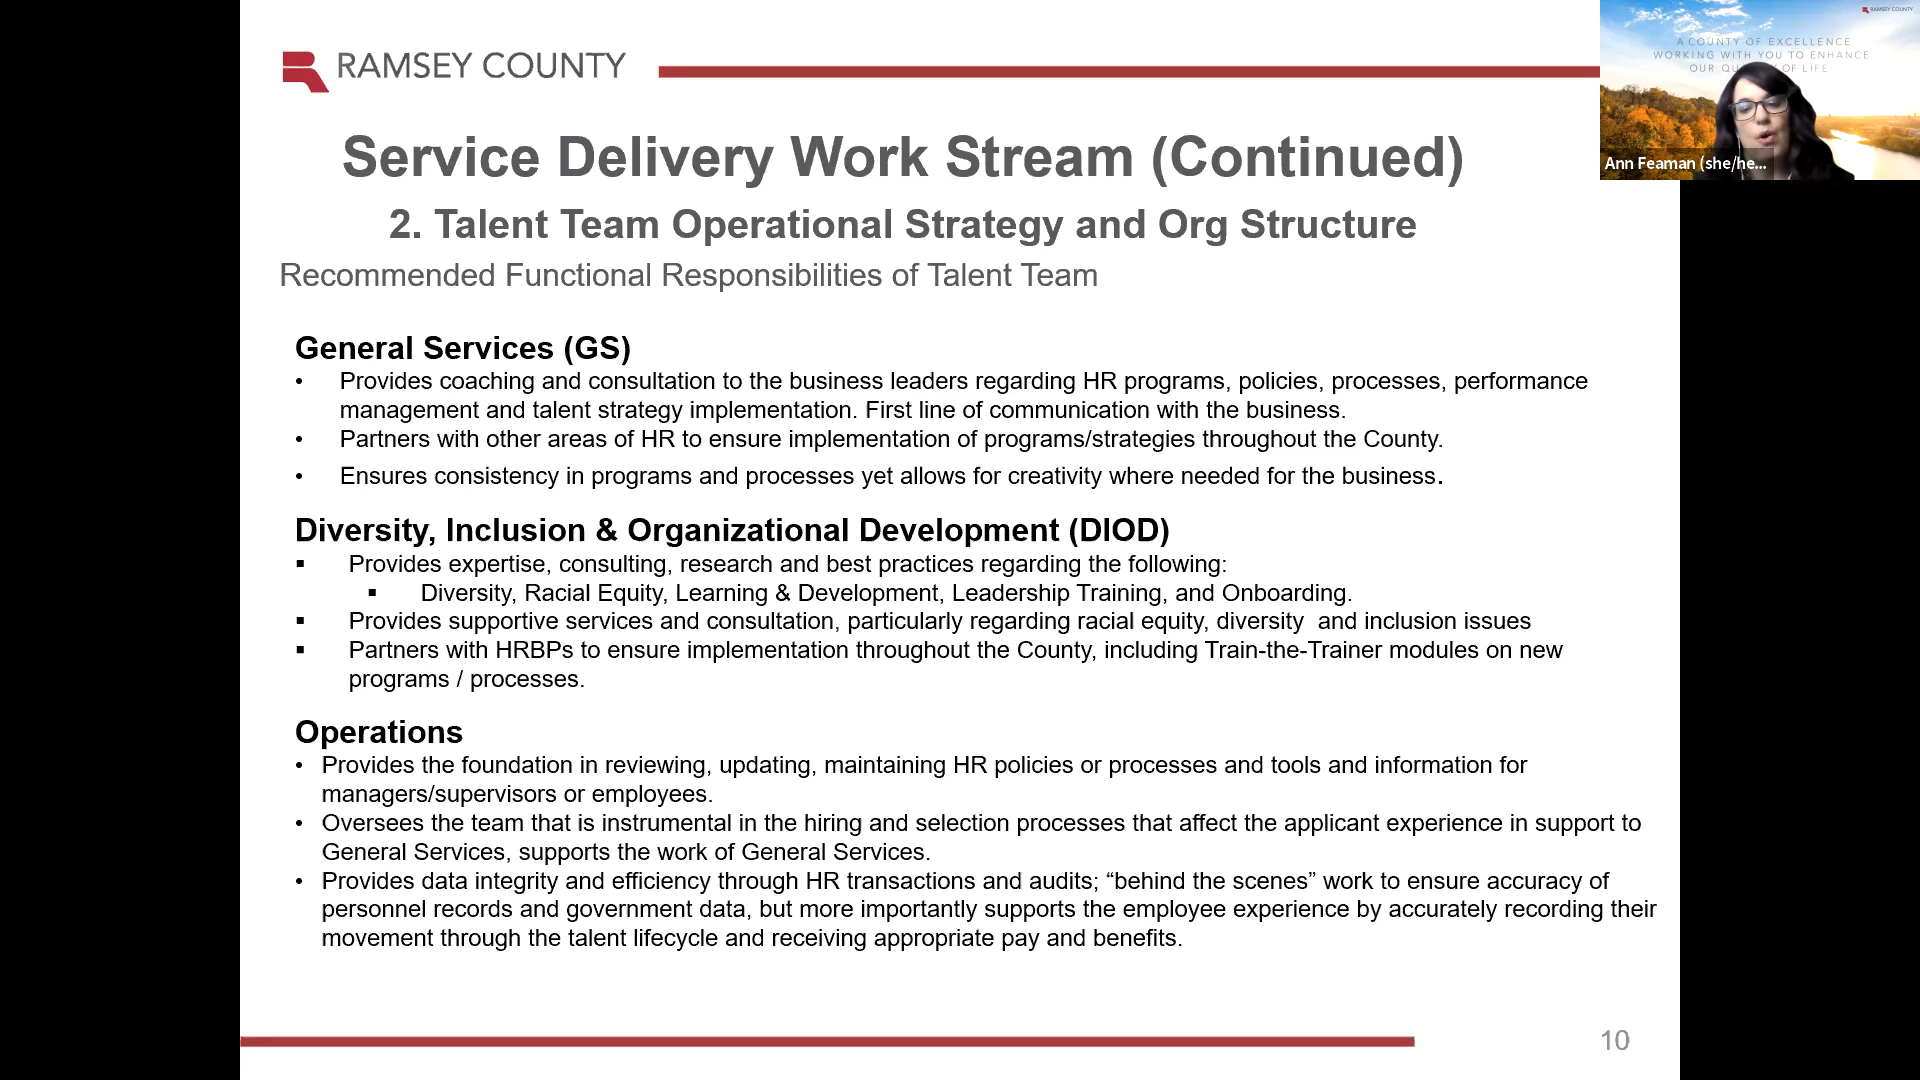 RAMSEY COUNTY
RAMSEY COUNTY
A COUNTY OF EXCELLENCE
WORKING WITH YOU TO ENHANCE
OUR OF LIFE
Ann Feaman (she/he...
Service Delivery Work Stream (Continued)
2. Talent Team Operational Strategy and Org Structure
Recommended Functional Responsibilities of Talent Team
General Services (GS)
• Provides coaching and consultation to the business leaders regarding HR programs, policies, processes, performance
management and talent strategy implementation. First line of communication with the business.
• Partners with other areas of HR to ensure implementation of programs/strategies throughout the County.
• Ensures consistency in programs and processes yet allows for creativity where needed for the business.
Diversity, Inclusion & Organizational Development (DIOD)
▪ Provides expertise, consulting, research and best practices regarding the following:
▪ Diversity, Racial Equity, Learning & Development, Leadership Training, and Onboarding.
▪ Provides supportive services and consultation, particularly regarding racial equity, diversity  and inclusion issues
▪ Partners with HRBPs to ensure implementation throughout the County, including Train-the-Trainer modules on new
programs / processes.
Operations
• Provides the foundation in reviewing, updating, maintaining HR policies or processes and tools and information for
managers/supervisors or employees.
• Oversees the team that is instrumental in the hiring and selection processes that affect the applicant experience in support to
General Services, supports the work of General Services.
• Provides data integrity and efficiency through HR transactions and audits; “behind the scenes” work to ensure accuracy of
personnel records and government data, but more importantly supports the employee experience by accurately recording their
movement through the talent lifecycle and receiving appropriate pay and benefits.
10